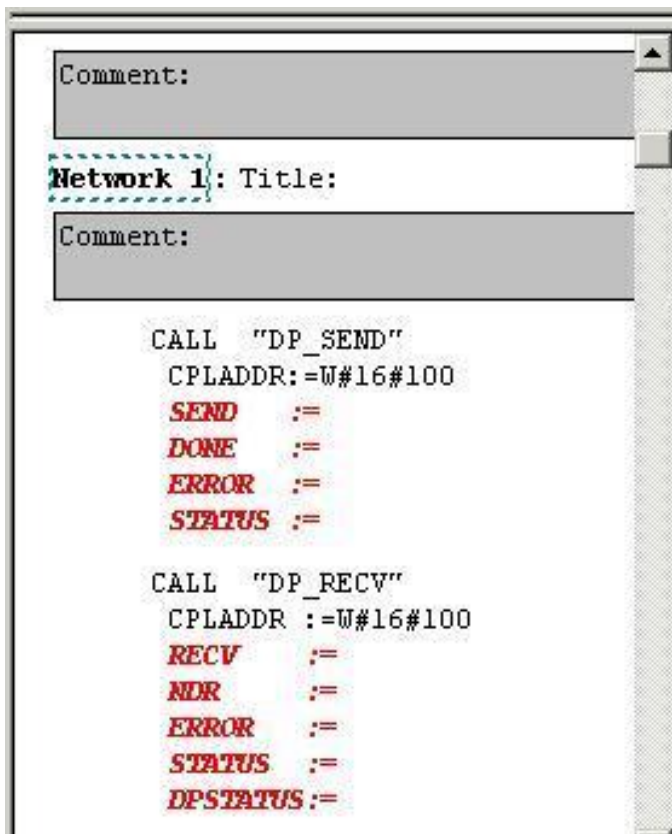 Comment:
Network 1: Title:
Comment:
CALL "DP_SEND"
CPLADDR:=W#16#100
SEND :=
DONE :=
ERROR :=
STATUS :=
CALL "DP_RECV"
CPLADDR :=W#16#100
RECV :=
NDR :=
ERROR :=
STATUS :=
DPSTATUS:=